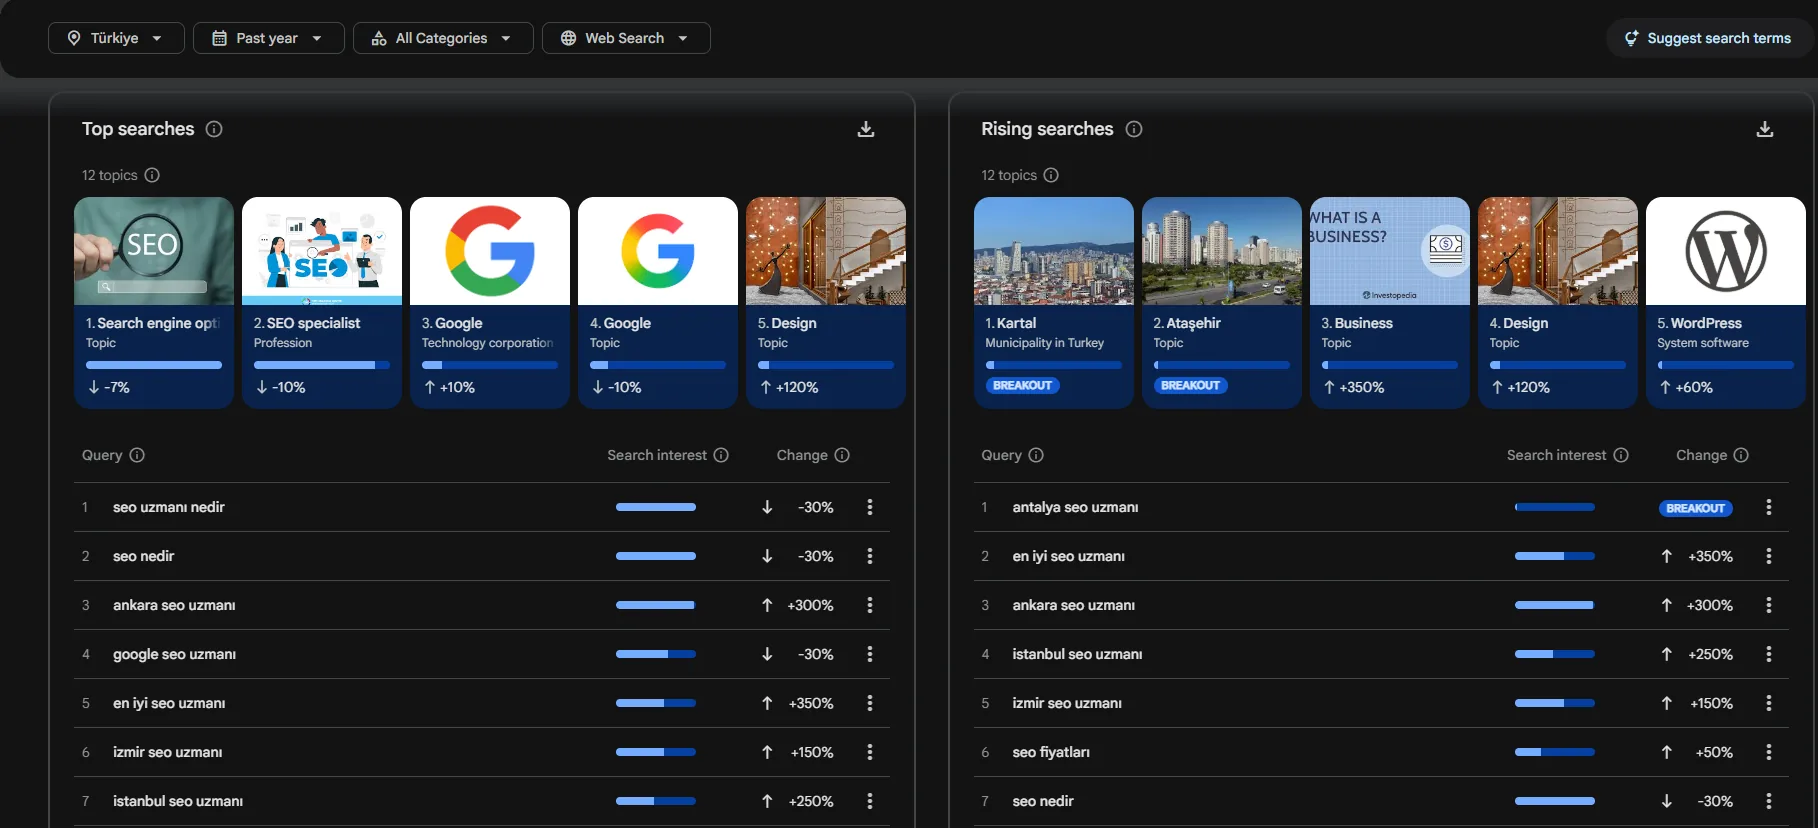 Türkiye
Past year
All Categories
Web Search
Suggest search terms
Top searches
12 topics
SEO
1. Search engine opti
Topic
-7%
SEO
2. SEO specialist
Profession
-10%
3. Google
Technology corporation
+10%
4. Google
Topic
-10%
5. Design
Topic
+120%
Query
Search interest
Change
1 seo uzmanı nedir -30%
2 seo nedir -30%
3 ankara seo uzmanı +300%
4 google seo uzmanı -30%
5 en iyi seo uzmanı +350%
6 izmir seo uzmanı +150%
7 istanbul seo uzmanı +250%
Rising searches
12 topics
1. Kartal
Municipality in Turkey
BREAKOUT
2. Ataşehir
Topic
BREAKOUT
WHAT IS A
BUSINESS?
Investopedia
3. Business
Topic
+350%
4. Design
Topic
+120%
5. WordPress
System software
+60%
Query
Search interest
Change
1 antalya seo uzmanı BREAKOUT
2 en iyi seo uzmanı +350%
3 ankara seo uzmanı +300%
4 istanbul seo uzmanı +250%
5 izmir seo uzmanı +150%
6 seo fiyatları +50%
7 seo nedir -30%